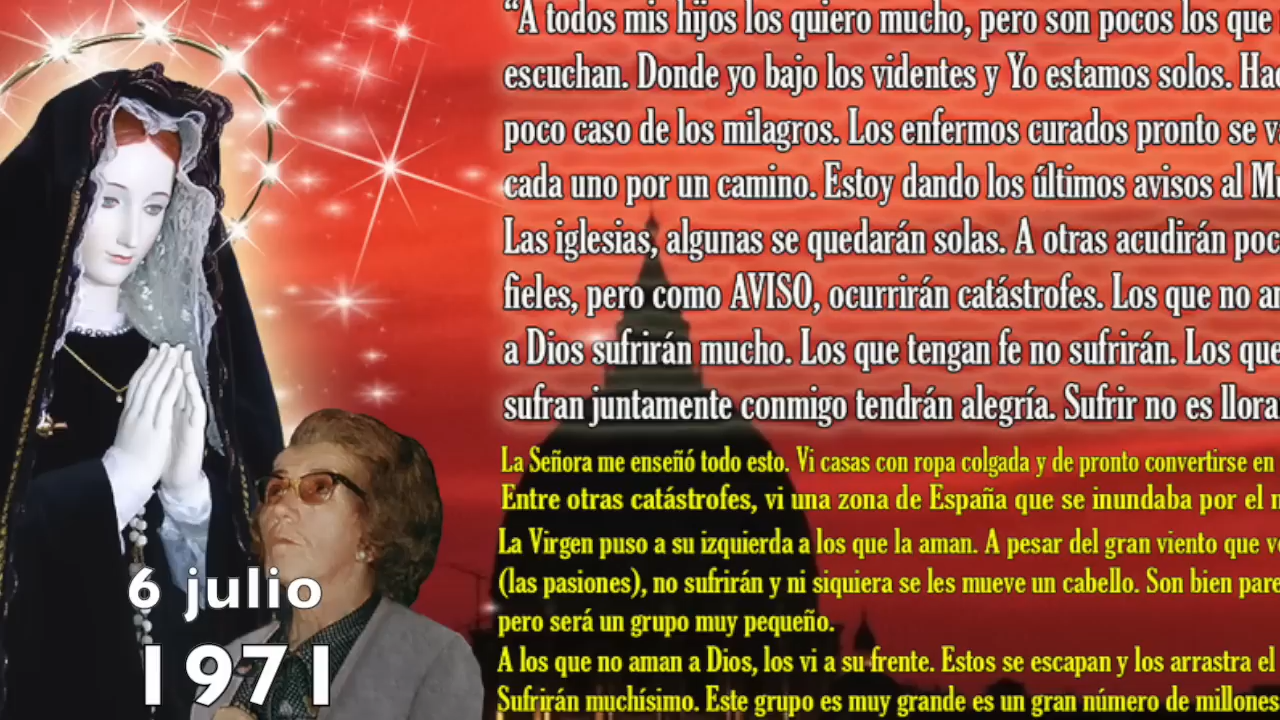 “A todos mis hijos los quiero mucho, pero son pocos los que
escuchan. Donde yo bajo los videntes y Yo estamos solos.
poco caso de los milagros. Los enfermos curados pronto se
cada uno por un camino. Estoy dando los últimos avisos al
Las iglesias, algunas se quedarán solas. A otras acudirán
fieles, pero como AVISO, ocurrirán catástrofes. Los que no
a Dios sufrirán mucho. Los que tengan fe no sufrirán. Los que
sufran juntamente conmigo tendrán alegría. Sufrir no es
La Señora me enseñó todo esto. Vi casas con ropa colgada y de pronto convertirse en
Entre otras catástrofes, vi una zona de España que se inundaba por el
La Virgen puso a su izquierda a los que la aman. A pesar del gran viento que
(las pasiones), no sufrirán y ni siquiera se les mueve un cabello. Son bien
pero será un grupo muy pequeño.
A los que no aman a Dios, los vi a su frente. Estos se escapan y los arrastra el
Sufrirán muchísimo. Este grupo es muy grande es un gran número de millones
6 julio
1971